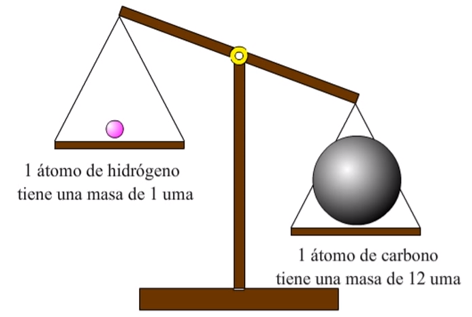 1 átomo de hidrógeno
tiene una masa de 1 uma
1 átomo de carbono
tiene una masa de 12 uma